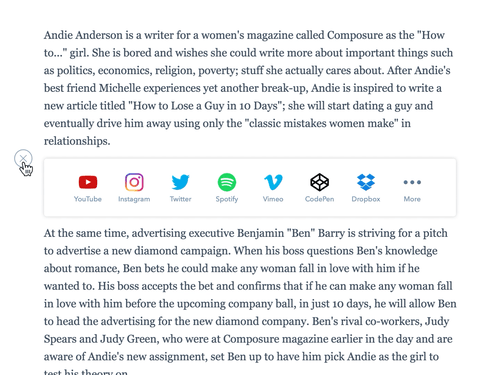 Andie Anderson is a writer for a women's magazine called Composure as the "How
to..." girl. She is bored and wishes she could write more about important things such
as politics, economics, religion, poverty; stuff she actually cares about. After Andie's
best friend Michelle experiences yet another break-up, Andie is inspired to write a
new article titled "How to Lose a Guy in 10 Days"; she will start dating a guy and
eventually drive him away using only the "classic mistakes women make" in
relationships.
YouTube Instagram Twitter Spotify Vimeo CodePen Dropbox More
At the same time, advertising executive Benjamin "Ben" Barry is striving for a pitch
to advertise a new diamond campaign. When his boss questions Ben's knowledge
about romance, Ben bets he could make any woman fall in love with him if he
wanted to. His boss accepts the bet and confirms that if he can make any woman fall
in love with him before the upcoming company ball, in just 10 days, he will allow Ben
to head the advertising for the new diamond company. Ben's rival co-workers, Judy
Spears and Judy Green, who were at Composure magazine earlier in the day and are
aware of Andie's new assignment, set Ben up to have him pick Andie as the girl to
test his theory on